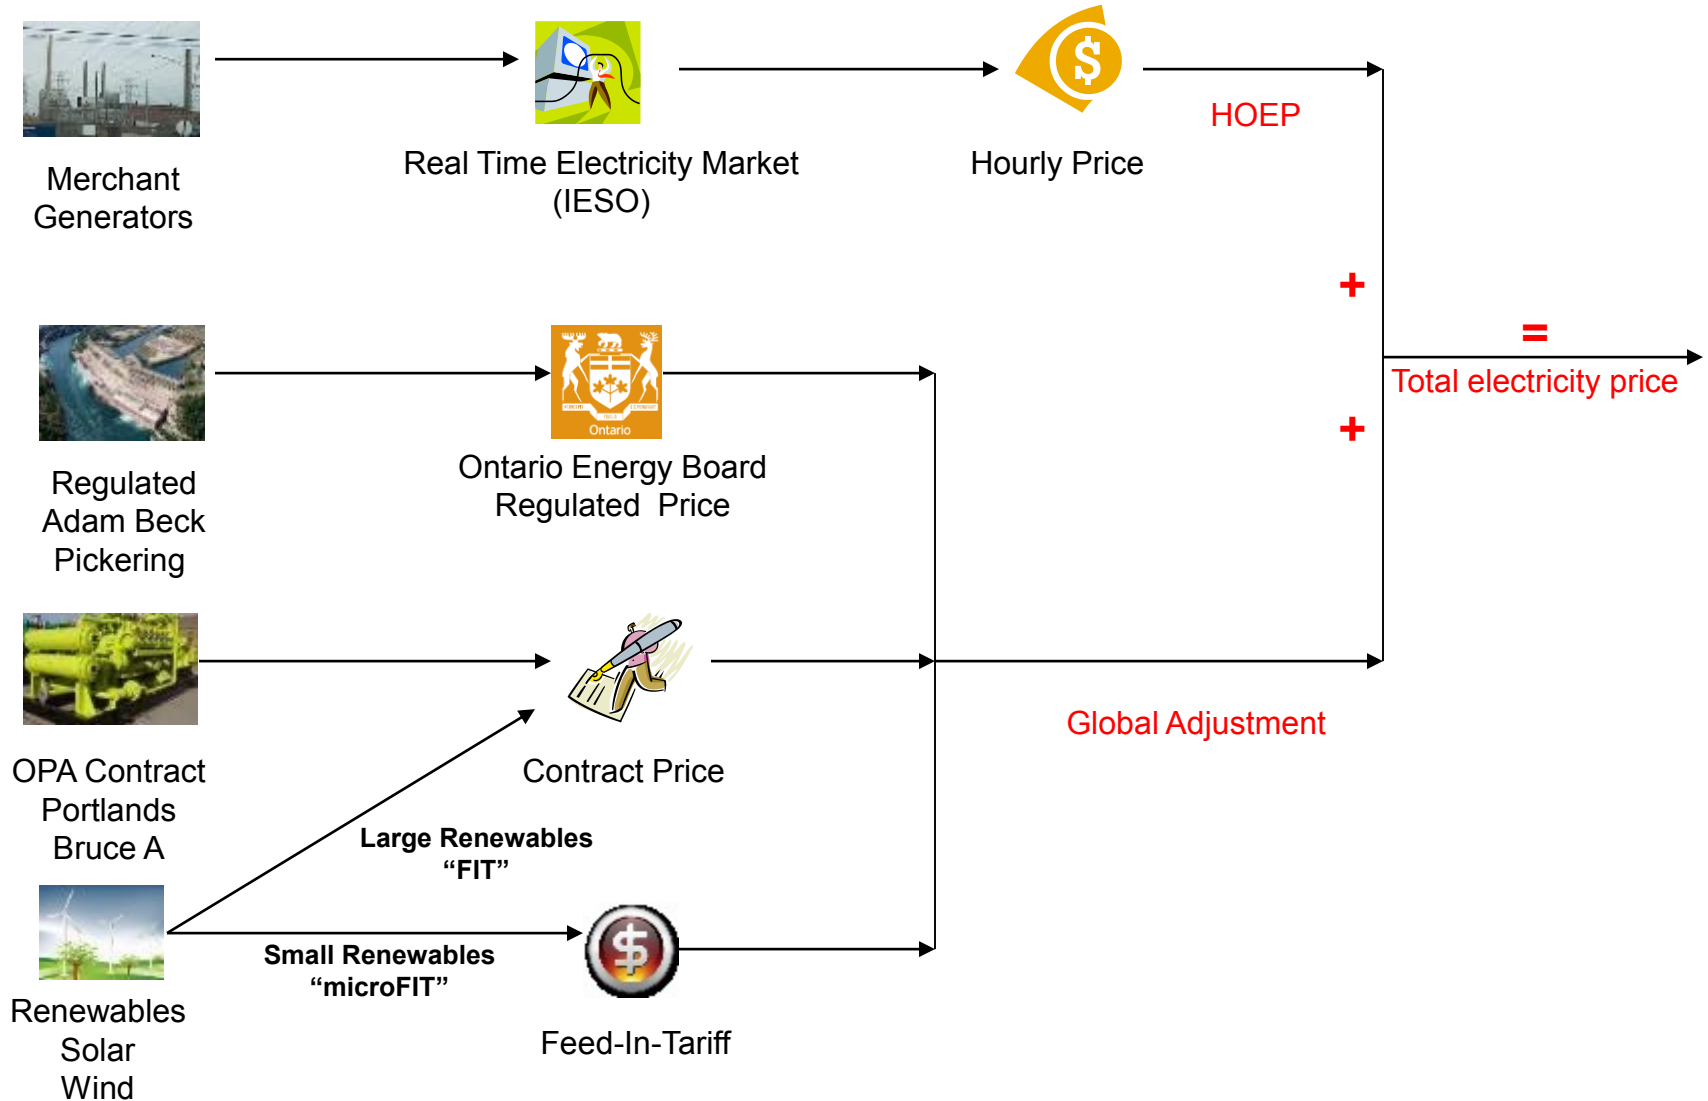 HOEP
Merchant
Generators
Real Time Electricity Market
(IESO)
Hourly Price
+
=
Total electricity price
+
Ontario
Regulated
Adam Beck
Pickering
Ontario Energy Board
Regulated  Price
Global Adjustment
OPA Contract
Portlands
Bruce A
Contract Price
Large Renewables
“FIT”
Small Renewables
“microFIT”
Renewables
Solar
Wind
Feed-In-Tariff